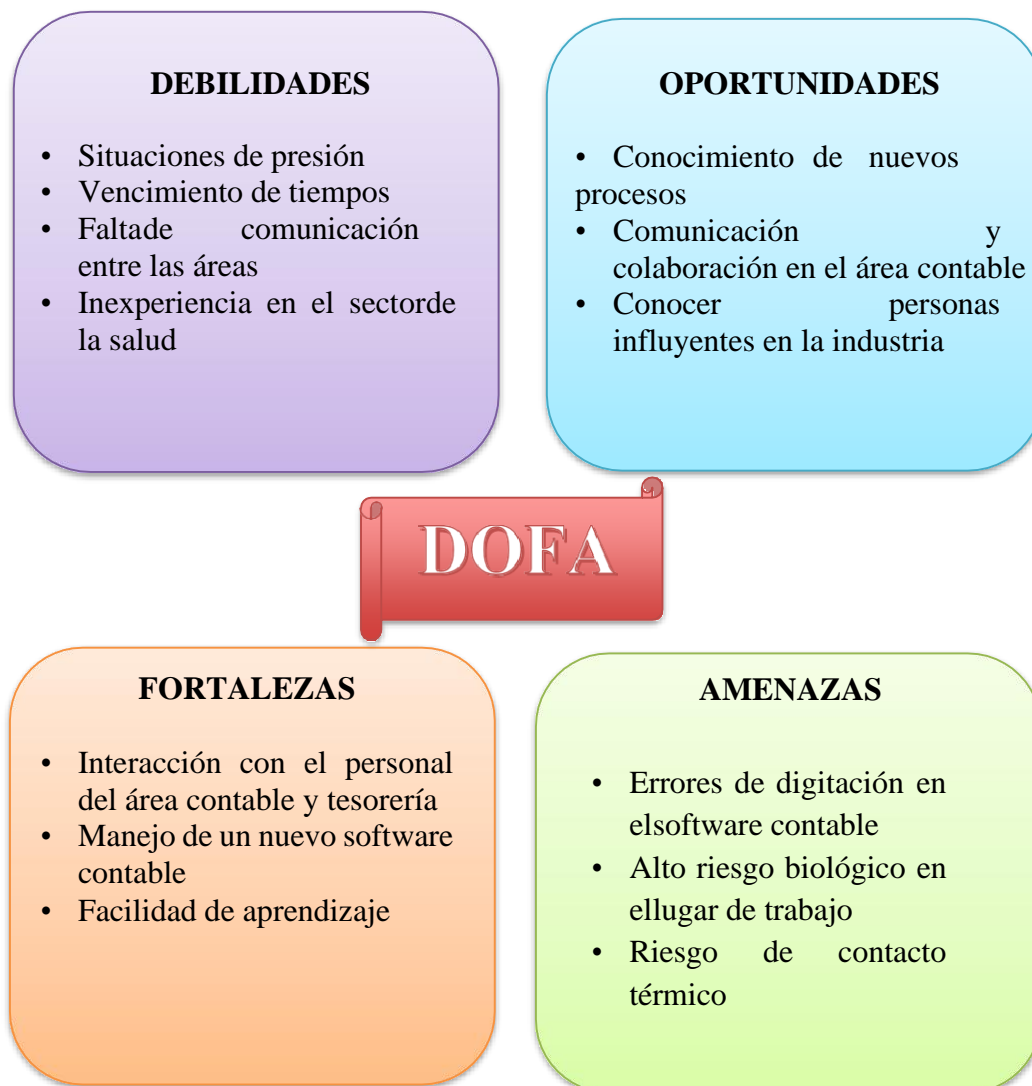 DEBILIDADES
• Situaciones de presión
• Vencimiento de tiempos
• Faltade comunicación
entre las áreas
• Inexperiencia en el sectorde
la salud
OPORTUNIDADES
• Conocimiento de nuevos
procesos
• Comunicación y
colaboración en el área contable
• Conocer personas
influyentes en la industria
DOFA
FORTALEZAS
• Interacción con el personal
del área contable y tesorería
• Manejo de un nuevo software
contable
• Facilidad de aprendizaje
AMENAZAS
• Errores de digitación en
elsoftware contable
• Alto riesgo biológico en
ellugar de trabajo
• Riesgo de contacto
térmico